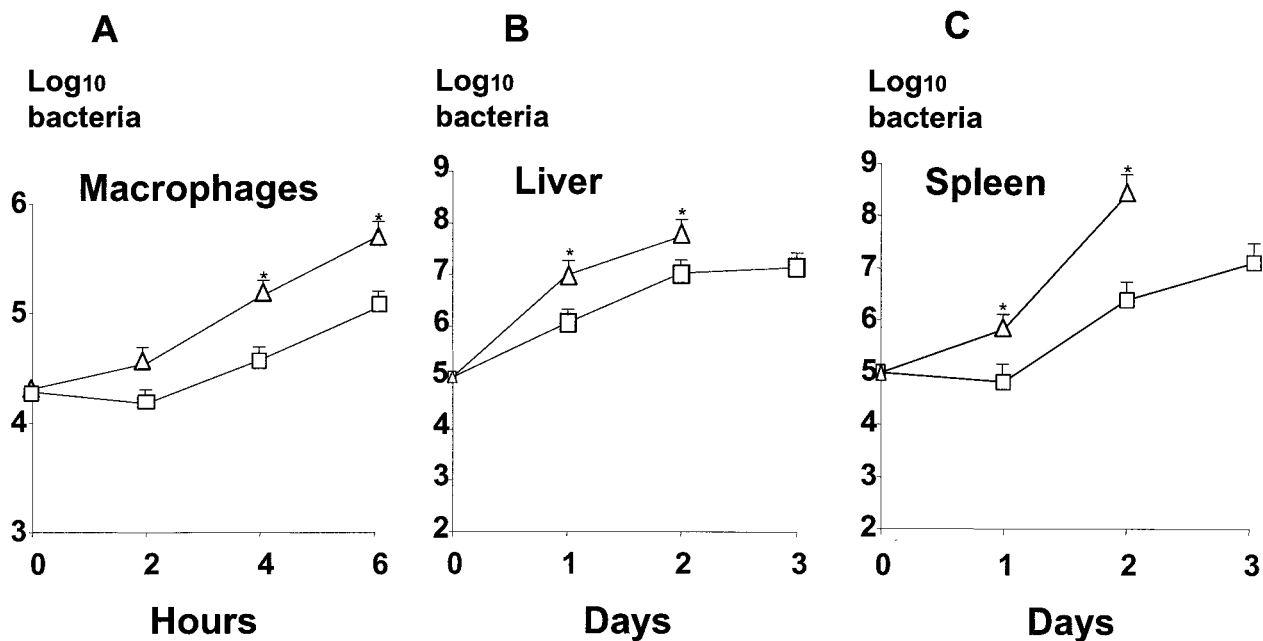 A
Log10
bacteria
Macrophages
6
5
4
3
* *
0 2 4 6
Hours
B
Log10
bacteria
Liver
9
8
7
6
5
4
3
2
* *
0 1 2 3
Days
C
Log10
bacteria
Spleen
9
8
7
6
5
4
3
2
* *
0 1 2 3
Days